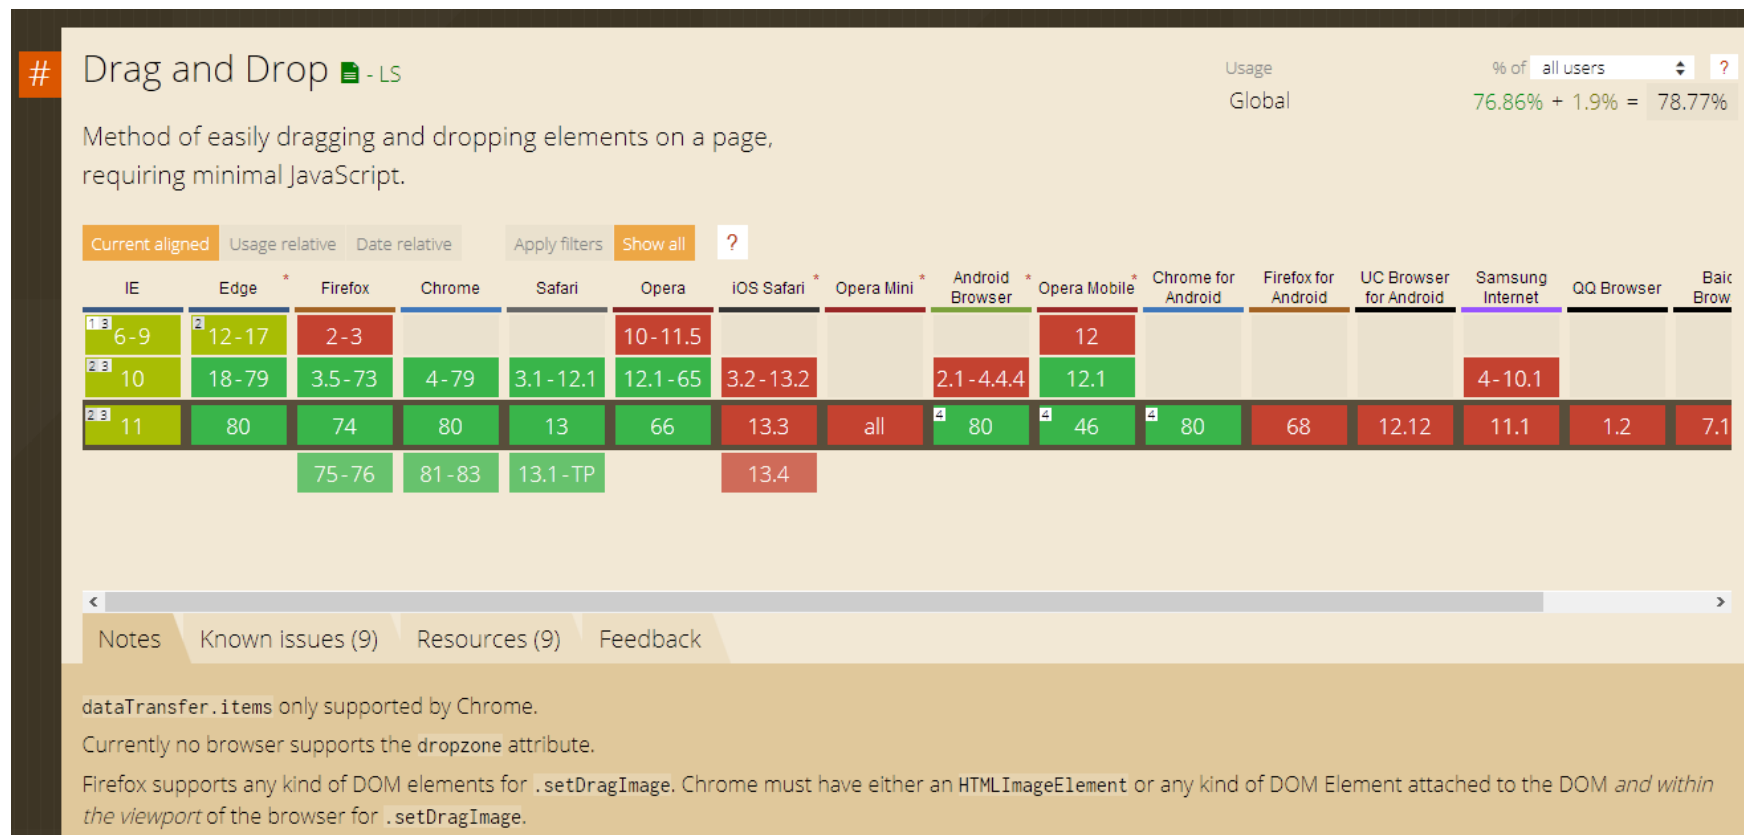 #
Drag and Drop - LS
Usage % of all users ?
Global 76.86% + 1.9% = 78.77%
Method of easily dragging and dropping elements on a page,
requiring minimal JavaScript.
Current aligned Usage relative Date relative Apply filters Show all ?
IE Edge * Firefox Chrome Safari Opera iOS Safari * Opera Mini * Android Browser * Opera Mobile * Chrome for Android Firefox for Android UC Browser for Android Samsung Internet QQ Browser Baid Brow
1 3 6-9 2 12-17 2-3 10-11.5 12
2 3 10 18-79 3.5-73 4-79 3.1-12.1 12.1-65 3.2-13.2 2.1-4.4.4 12.1 4-10.1
2 3 11 80 74 80 13 66 13.3 all 4 80 4 46 4 80 68 12.12 11.1 1.2 7.1
75-76 81-83 13.1-TP 13.4
Notes Known issues (9) Resources (9) Feedback
dataTransfer.items only supported by Chrome.
Currently no browser supports the dropzone attribute.
Firefox supports any kind of DOM elements for .setDragImage. Chrome must have either an HTMLImageElement or any kind of DOM Element attached to the DOM and within
the viewport of the browser for .setDragImage.